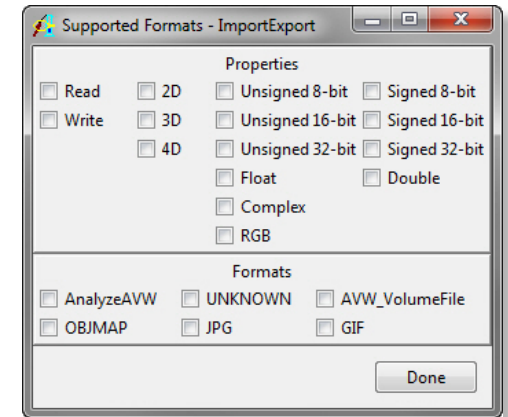 Supported Formats - ImportExport
Properties
Read 2D Unsigned 8-bit Signed 8-bit
Write 3D Unsigned 16-bit Signed 16-bit
4D Unsigned 32-bit Signed 32-bit
Float Double
Complex
RGB
Formats
AnalyzeAVW UNKNOWN AVW_VolumeFile
OBJMAP JPG GIF
Done